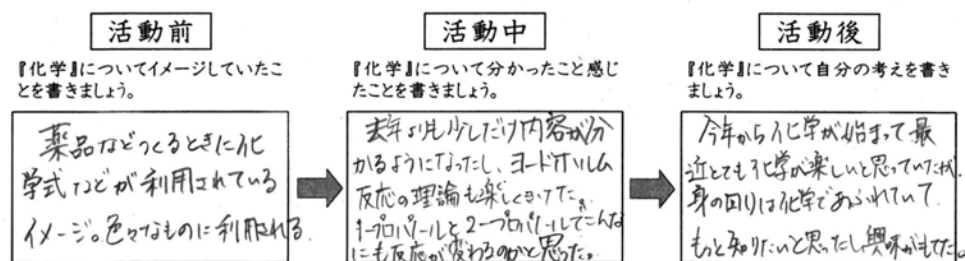 活動前
『化学』についてイメージしていたこ
とを書きましょう。
薬品などつくるときに化
学式などが利用されている
イメージ。色々なものに利用される
活動中
『化学』について分かったこと感じ
たことを書きましょう。
去年より少しだけ内容が分
かるようになったし、ヨードホルム
反応の理論も楽しくきけた。
1-プロパノールと2-プロパノールでこんな
にも反応が変わるのかと思った。
活動後
『化学』について自分の考えを書き
ましょう。
今年から化学が始まって最
近とても化学が楽しいと思っていたが、
身の回りは化学であふれていて
もっと知りたいと思ったし興味がもてた。